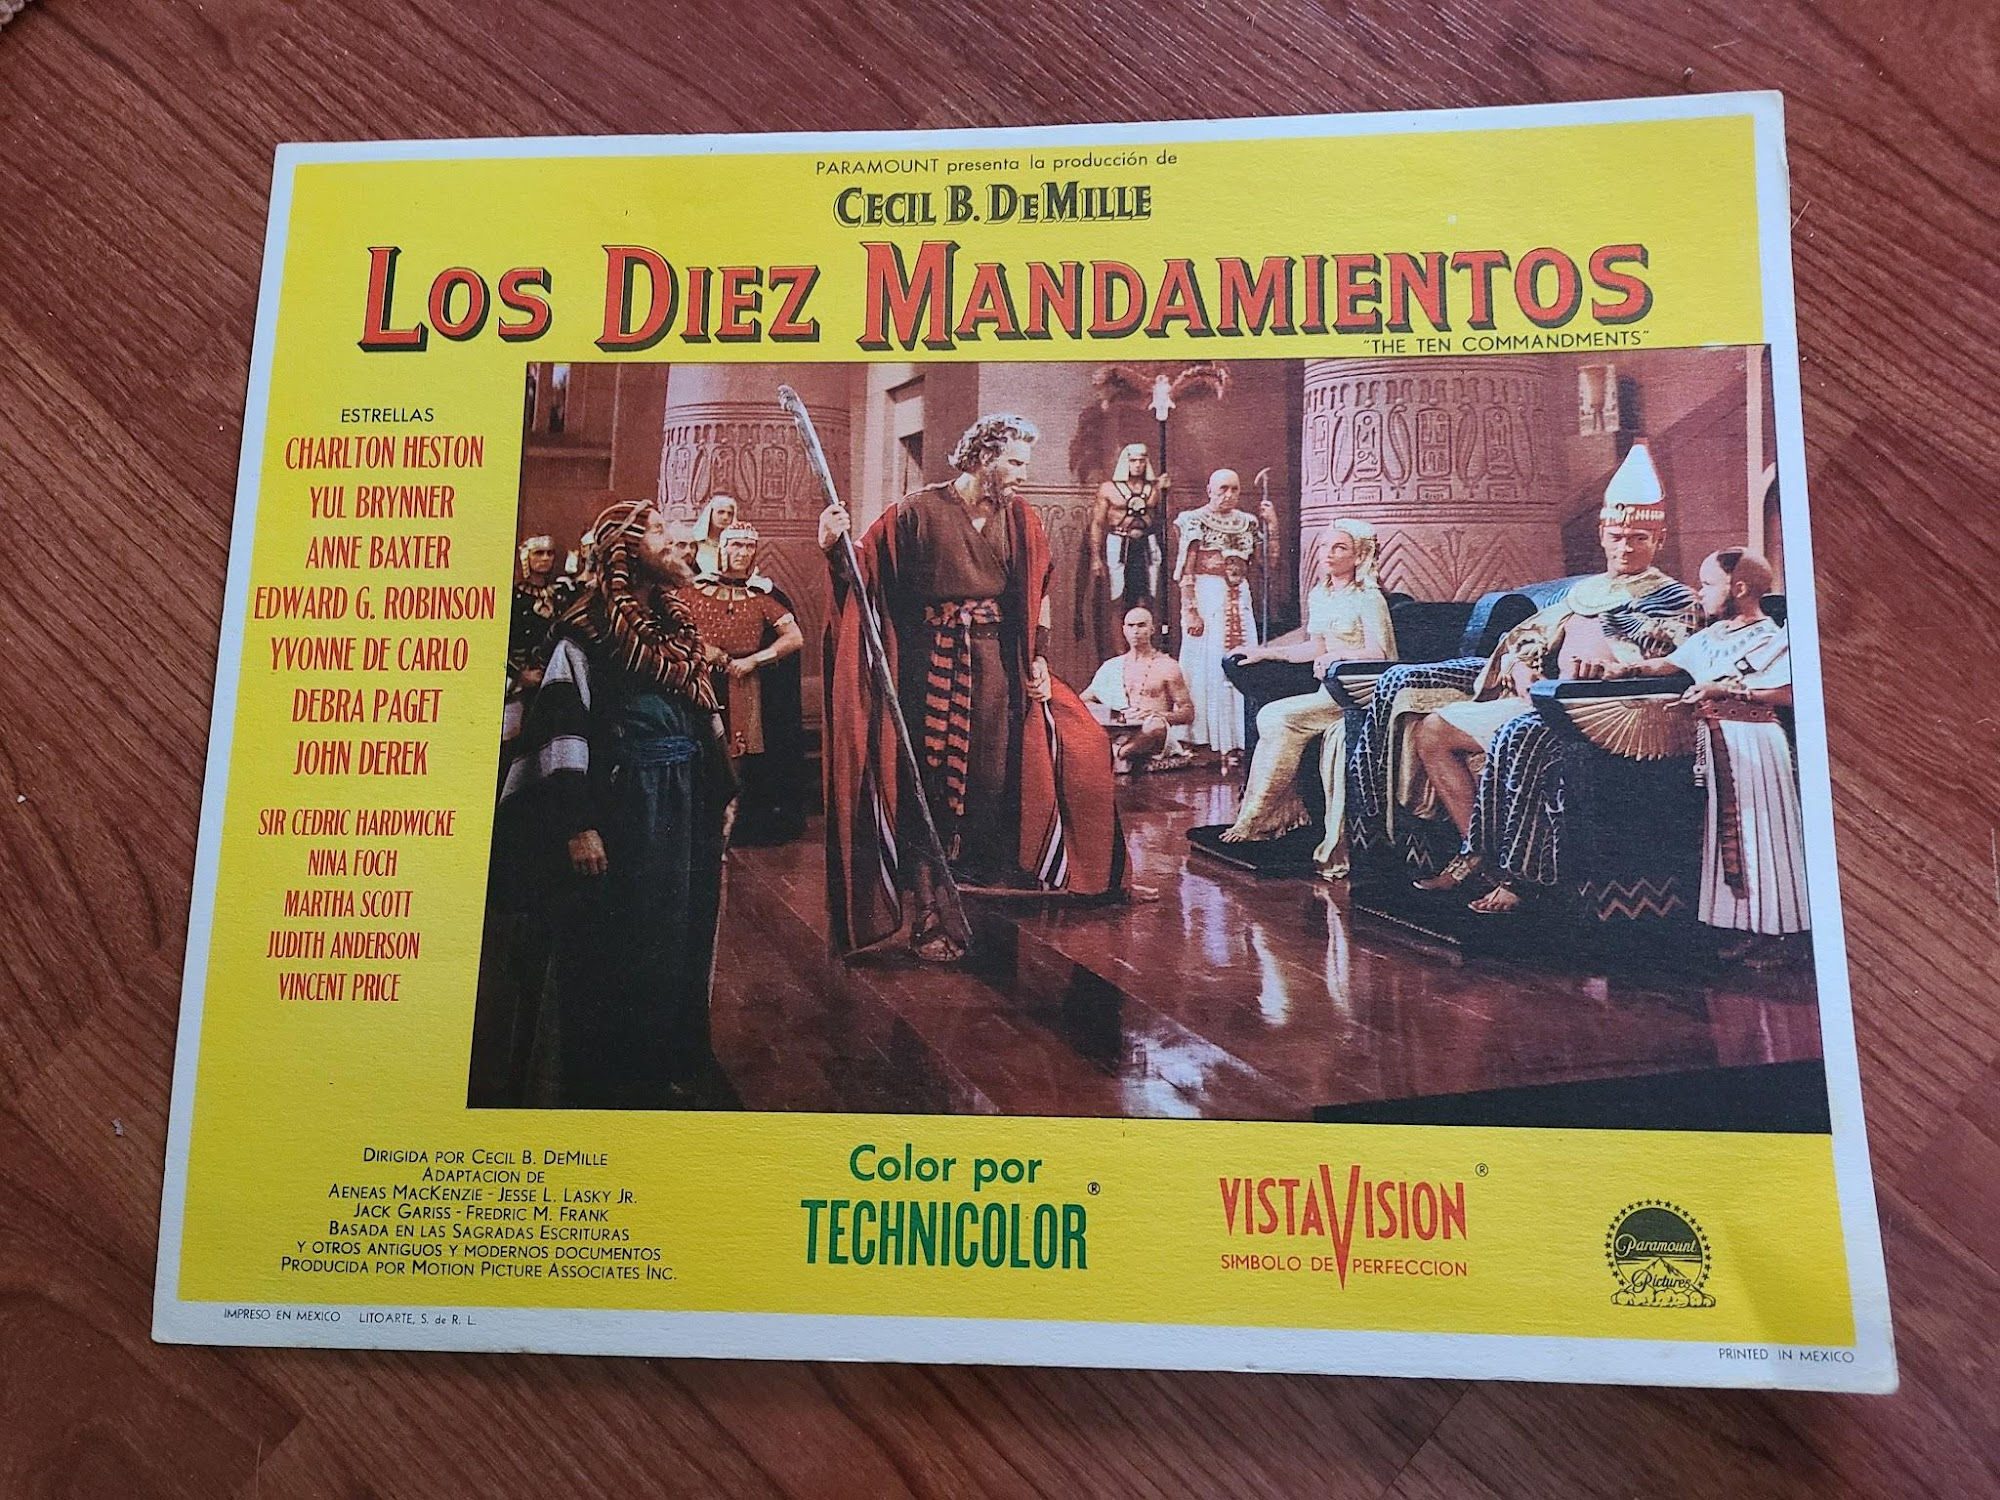 PARAMOUNT presenta la producción de
CECIL B. DEMILLE
LOS DIEZ MANDAMIENTOS
"THE TEN COMMANDMENTS"
ESTRELLAS
CHARLTON HESTON
YUL BRYNNER
ANNE BAXTER
EDWARD G. ROBINSON
YVONNE DE CARLO
DEBRA PAGET
JOHN DEREK
SIR CEDRIC HARDWICKE
NINA FOCH
MARTHA SCOTT
JUDITH ANDERSON
VINCENT PRICE
DIRIGIDA POR CECIL B. DEMILLE
ADAPTACION DE
AENEAS MACKENZIE - JESSE L. LASKY JR.
JACK GARISS - FREDRIC M. FRANK
BASADA EN LAS SAGRADAS ESCRITURAS
Y OTROS ANTIGUOS Y MODERNOS DOCUMENTOS
PRODUCIDA POR MOTION PICTURE ASSOCIATES INC.
Color por
TECHNICOLOR®
VISTAVISION®
SIMBOLO DE PERFECCION
Paramount
Pictures
IMPRESO EN MEXICO LITOARTE, S. de R. L.
PRINTED IN MEXICO